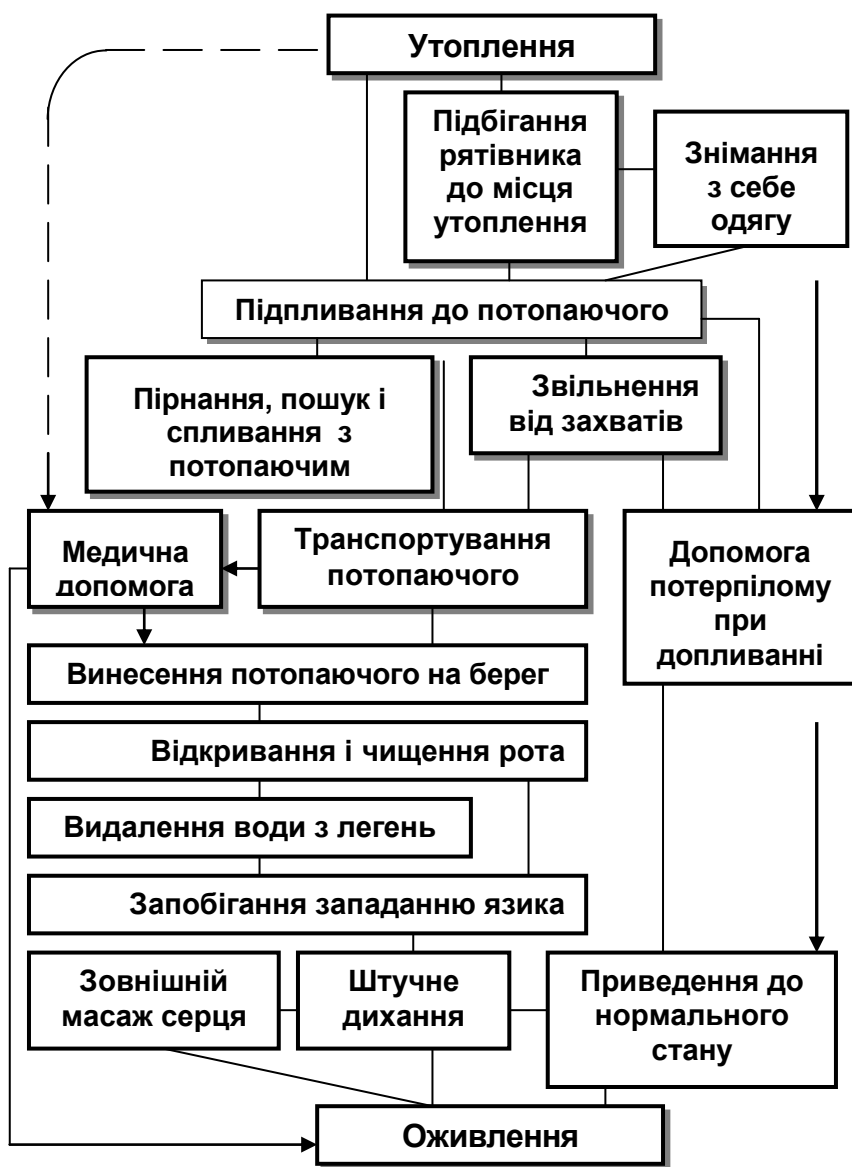 Утоплення
Підбігання
рятівника
до місця
утоплення
Знімання
з себе
одягу
Підпливання до потопаючого
Пірнання, пошук і
спливання з
потопаючим
Звільнення
від захватів
Медична
допомога
Транспортування
потопаючого
Допомога
потерпілому
при
допливанні
Винесення потопаючого на берег
Відкривання і чищення рота
Видалення води з легень
Запобігання западанню язика
Зовнішній
масаж серця
Штучне
дихання
Приведення до
нормального
стану
Оживлення